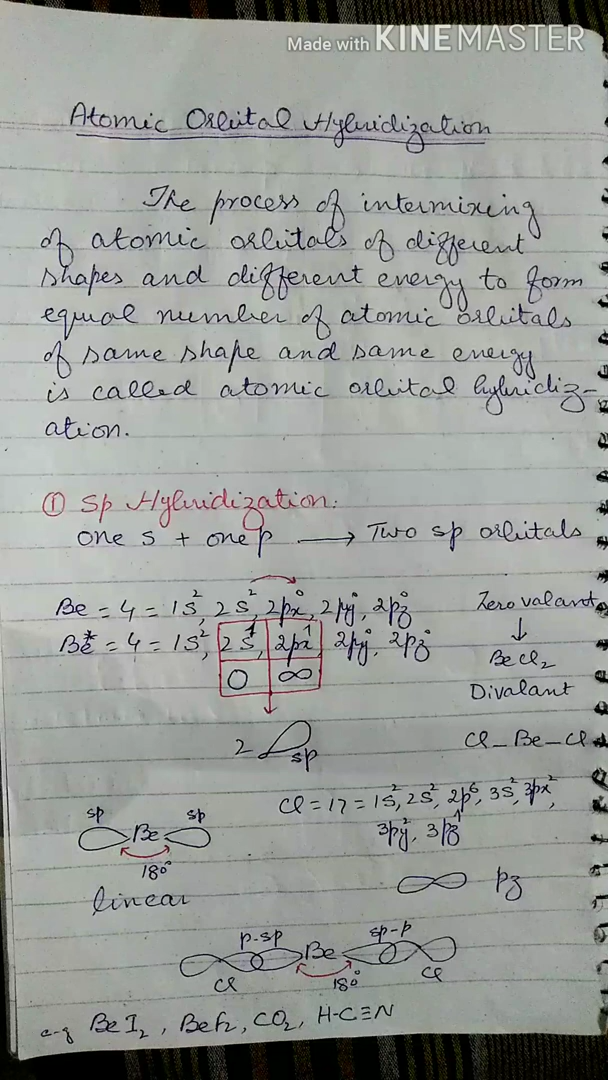 Made with KINEMASTER
Atomic Orbital Hybridization
The process of intermixing
of atomic orbitals of different
shapes and different energy to form
equal number of atomic orbitals
of same shape and same energy
is called atomic orbital hybridiz-
ation.
① Sp Hybridization:
one s + one p ⟶ Two sp orbitals
Be = 4 = 1s², 2s², 2px⁰, 2py⁰, 2pz⁰
Zero valant
Be* = 4 = 1s², 2s¹, 2px¹, 2py⁰, 2pz⁰
↓
BeCl₂
Divalant
2 sp
Cl – Be – Cl
Cl = 17 = 1s², 2s², 2p⁶, 3s², 3px²,
3py², 3pz¹
sp Be sp
180°
linear
pz
p-sp Be sp-p
Cl 180° Cl
e-g BeI₂, BeF₂, CO₂, H-C≡N